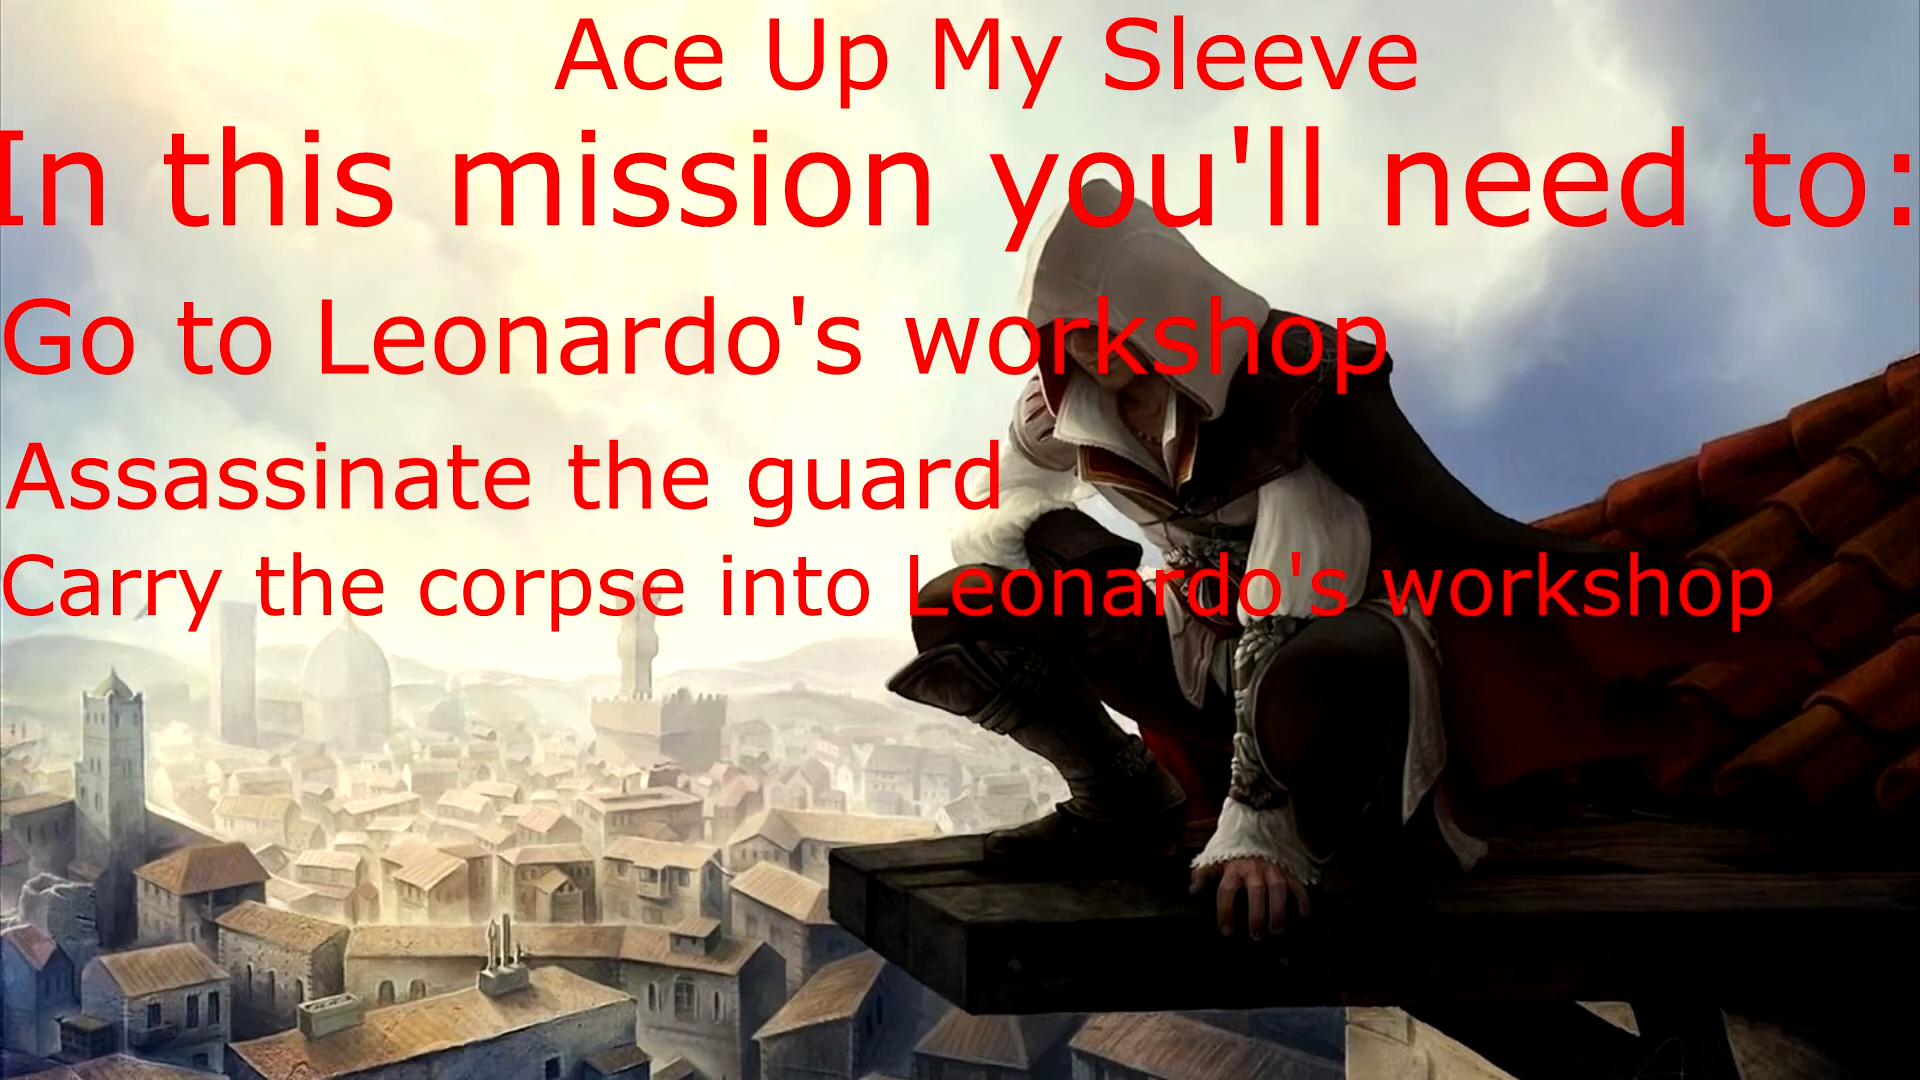 Ace Up My Sleeve
In this mission you'll need to:
Go to Leonardo's workshop
Assassinate the guard
Carry the corpse into Leonardo's workshop